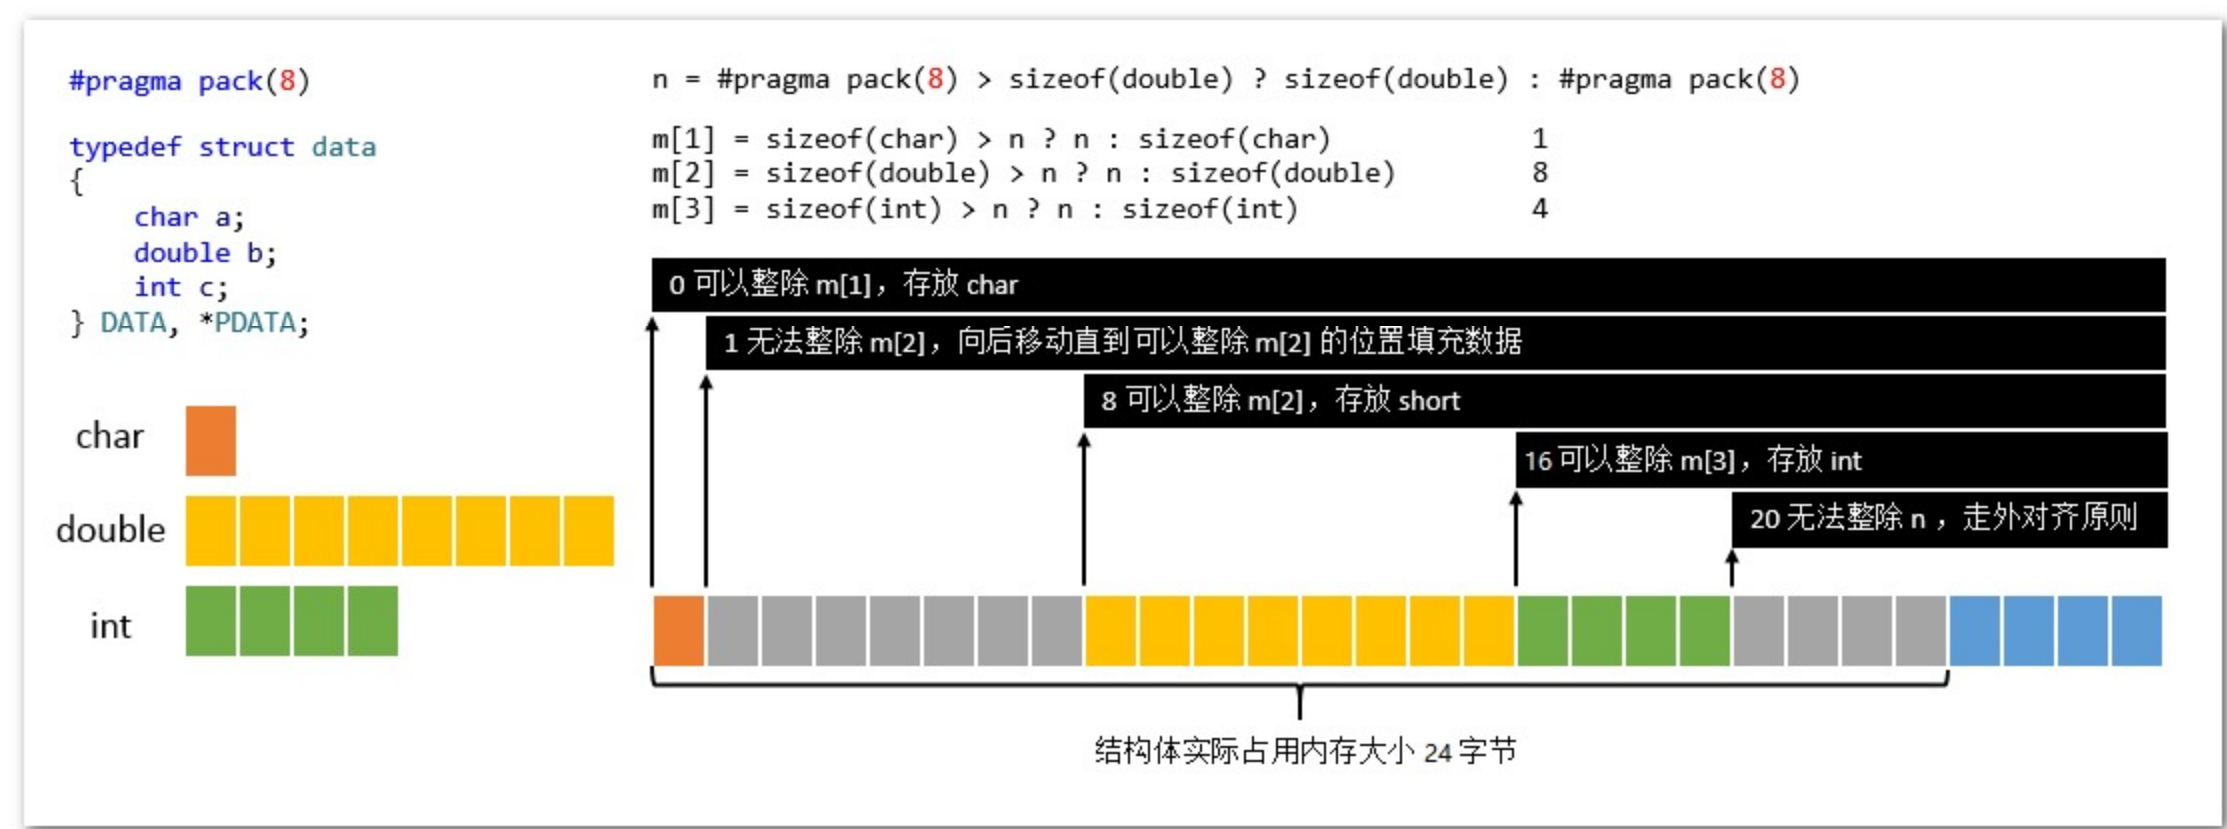 #pragma pack(8)
typedef struct data
{
char a;
double b;
int c;
} DATA, *PDATA;
char
double
int
n = #pragma pack(8) > sizeof(double) ? sizeof(double) : #pragma pack(8)
m[1] = sizeof(char) > n ? n : sizeof(char) 1
m[2] = sizeof(double) > n ? n : sizeof(double) 8
m[3] = sizeof(int) > n ? n : sizeof(int) 4
0 可以整除 m[1]，存放 char
1 无法整除 m[2]，向后移动直到可以整除 m[2] 的位置填充数据
8 可以整除 m[2]，存放 short
16 可以整除 m[3]，存放 int
20 无法整除 n ，走外对齐原则
结构体实际占用内存大小 24 字节